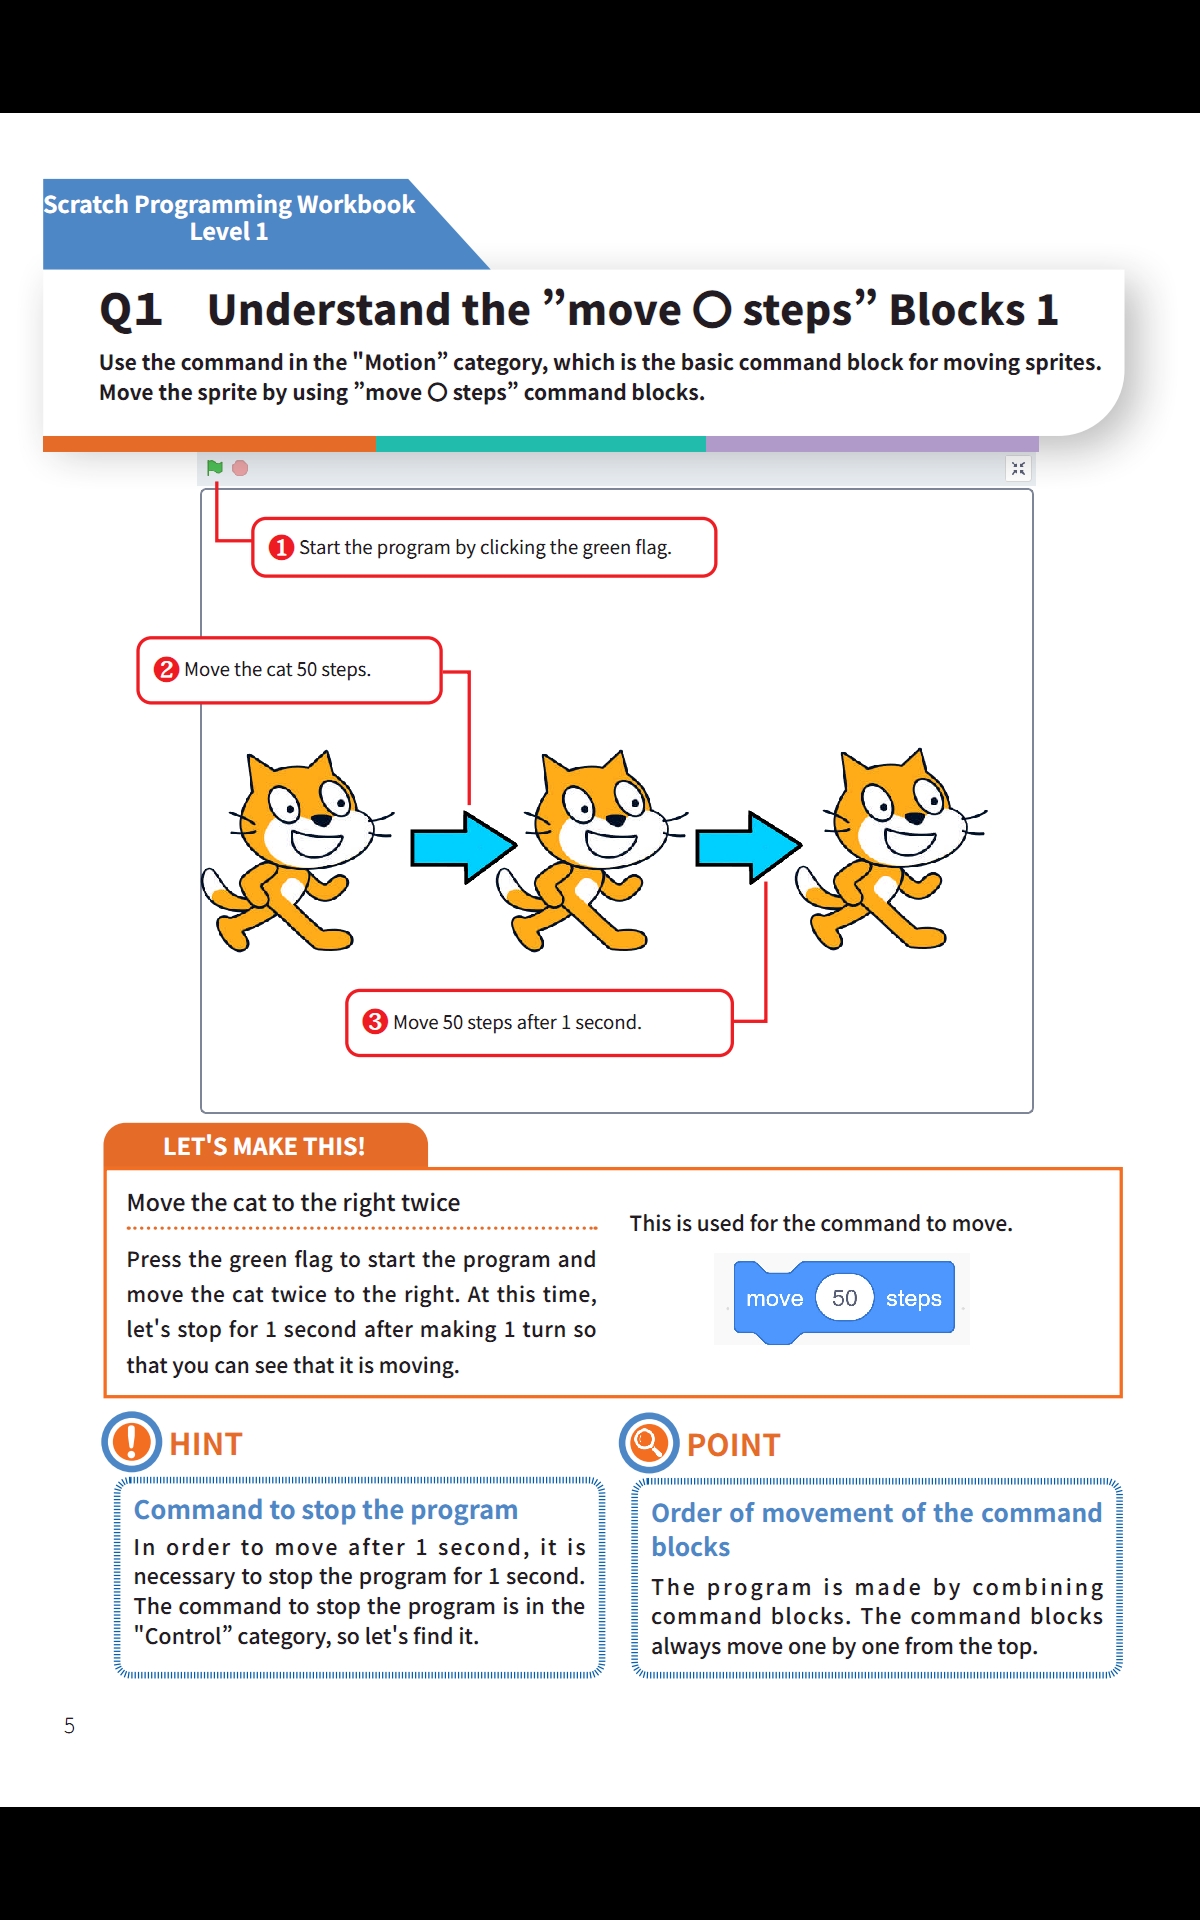 Scratch Programming Workbook
Level 1
Q1 Understand the ”move ○ steps” Blocks 1
Use the command in the "Motion” category, which is the basic command block for moving sprites.
Move the sprite by using ”move ○ steps” command blocks.
❶ Start the program by clicking the green flag.
❷ Move the cat 50 steps.
❸ Move 50 steps after 1 second.
LET'S MAKE THIS!
Move the cat to the right twice
Press the green flag to start the program and
move the cat twice to the right. At this time,
let's stop for 1 second after making 1 turn so
that you can see that it is moving.
This is used for the command to move.
move 50 steps
HINT
Command to stop the program
In order to move after 1 second, it is
necessary to stop the program for 1 second.
The command to stop the program is in the
"Control” category, so let's find it.
POINT
Order of movement of the command
blocks
The program is made by combining
command blocks. The command blocks
always move one by one from the top.
5